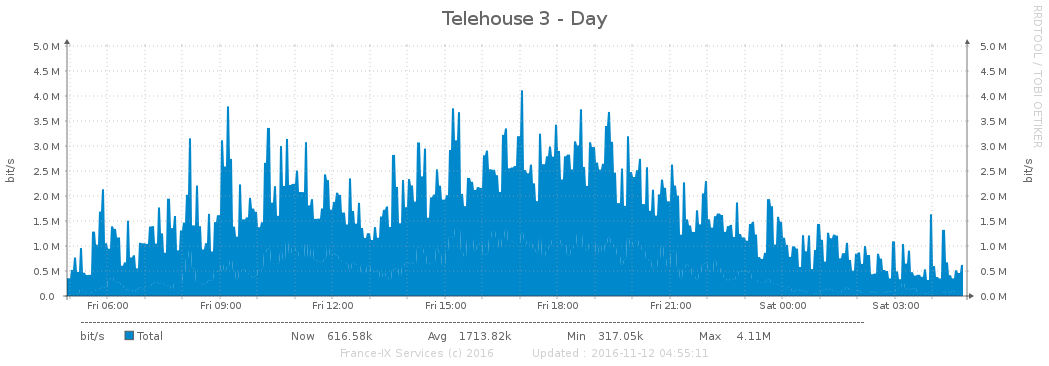 Telehouse 3 - Day
RRDTOOL / TOBI OETIKER
5.0 M 5.0 M
4.5 M 4.5 M
4.0 M 4.0 M
3.5 M 3.5 M
3.0 M 3.0 M
2.5 M 2.5 M
2.0 M 2.0 M
1.5 M 1.5 M
1.0 M 1.0 M
0.5 M 0.5 M
0.0 0.0 M
bit/s
bit/s
Fri 06:00 Fri 09:00 Fri 12:00 Fri 15:00 Fri 18:00 Fri 21:00 Sat 00:00 Sat 03:00
bit/s Total Now 616.58k Avg 1713.82k Min 317.05k Max 4.11M
France-IX Services (c) 2016 Updated : 2016-11-12 04:55:11